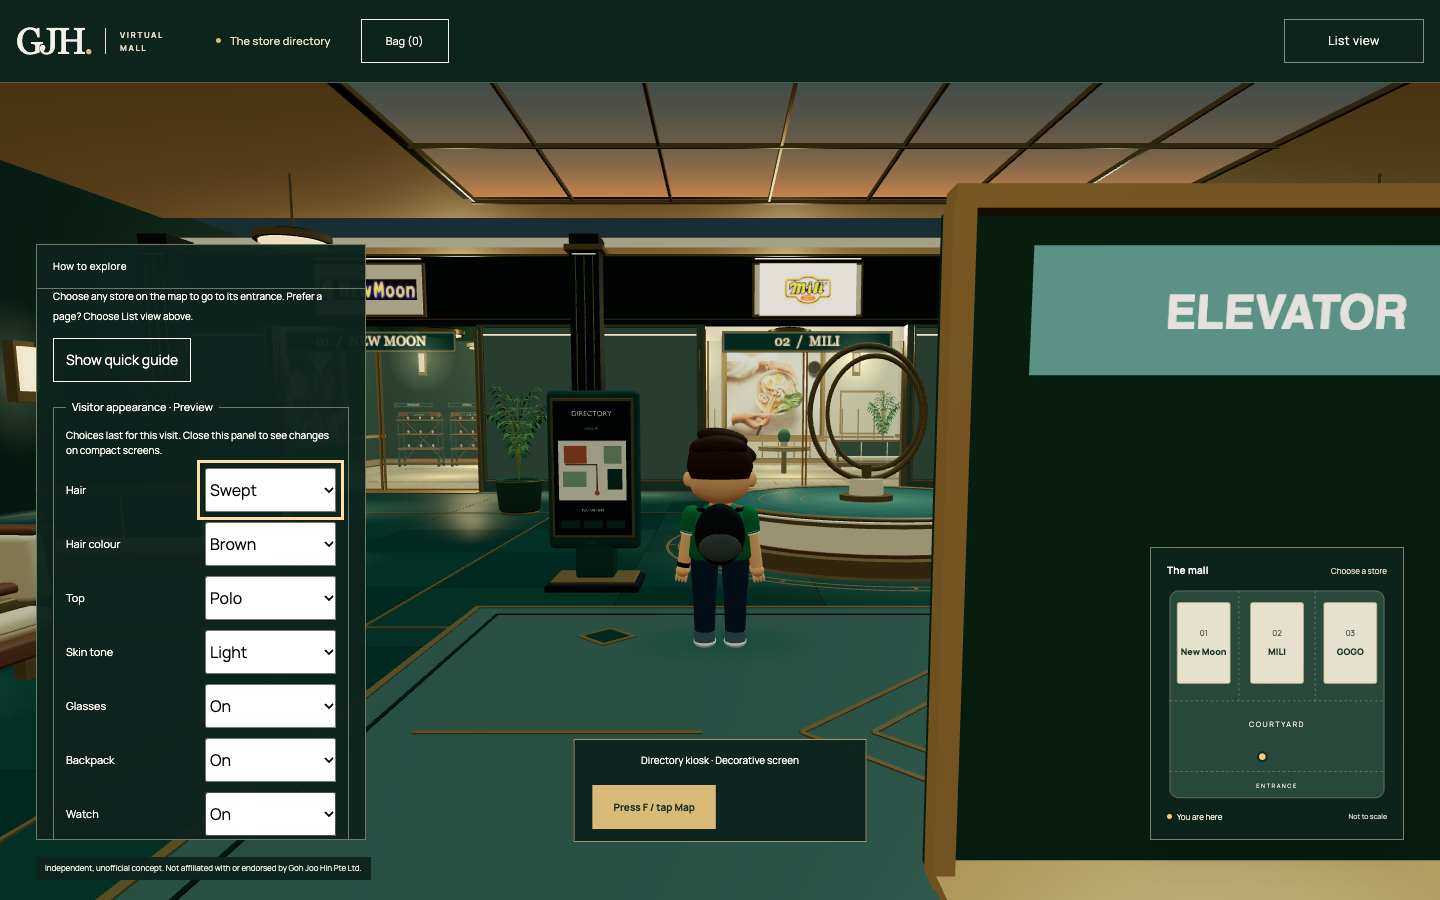 GJH.
VIRTUAL
MALL
The store directory
Bag (0)
List view
How to explore
Choose any store on the map to go to its entrance. Prefer a
page? Choose List view above.
Show quick guide
Visitor appearance · Preview
Choices last for this visit. Close this panel to see changes
on compact screens.
Hair
Swept
Hair colour
Brown
Top
Polo
Skin tone
Light
Glasses
On
Backpack
On
Watch
On
New Moon
01 / NEW MOON
Mili
02 / MILI
DIRECTORY
ELEVATOR
Directory kiosk · Decorative screen
Press F / tap Map
The mall
Choose a store
01
New Moon
02
MILI
03
GOGO
COURTYARD
ENTRANCE
You are here
Not to scale
Independent, unofficial concept. Not affiliated with or endorsed by Goh Joo Hin Pte Ltd.